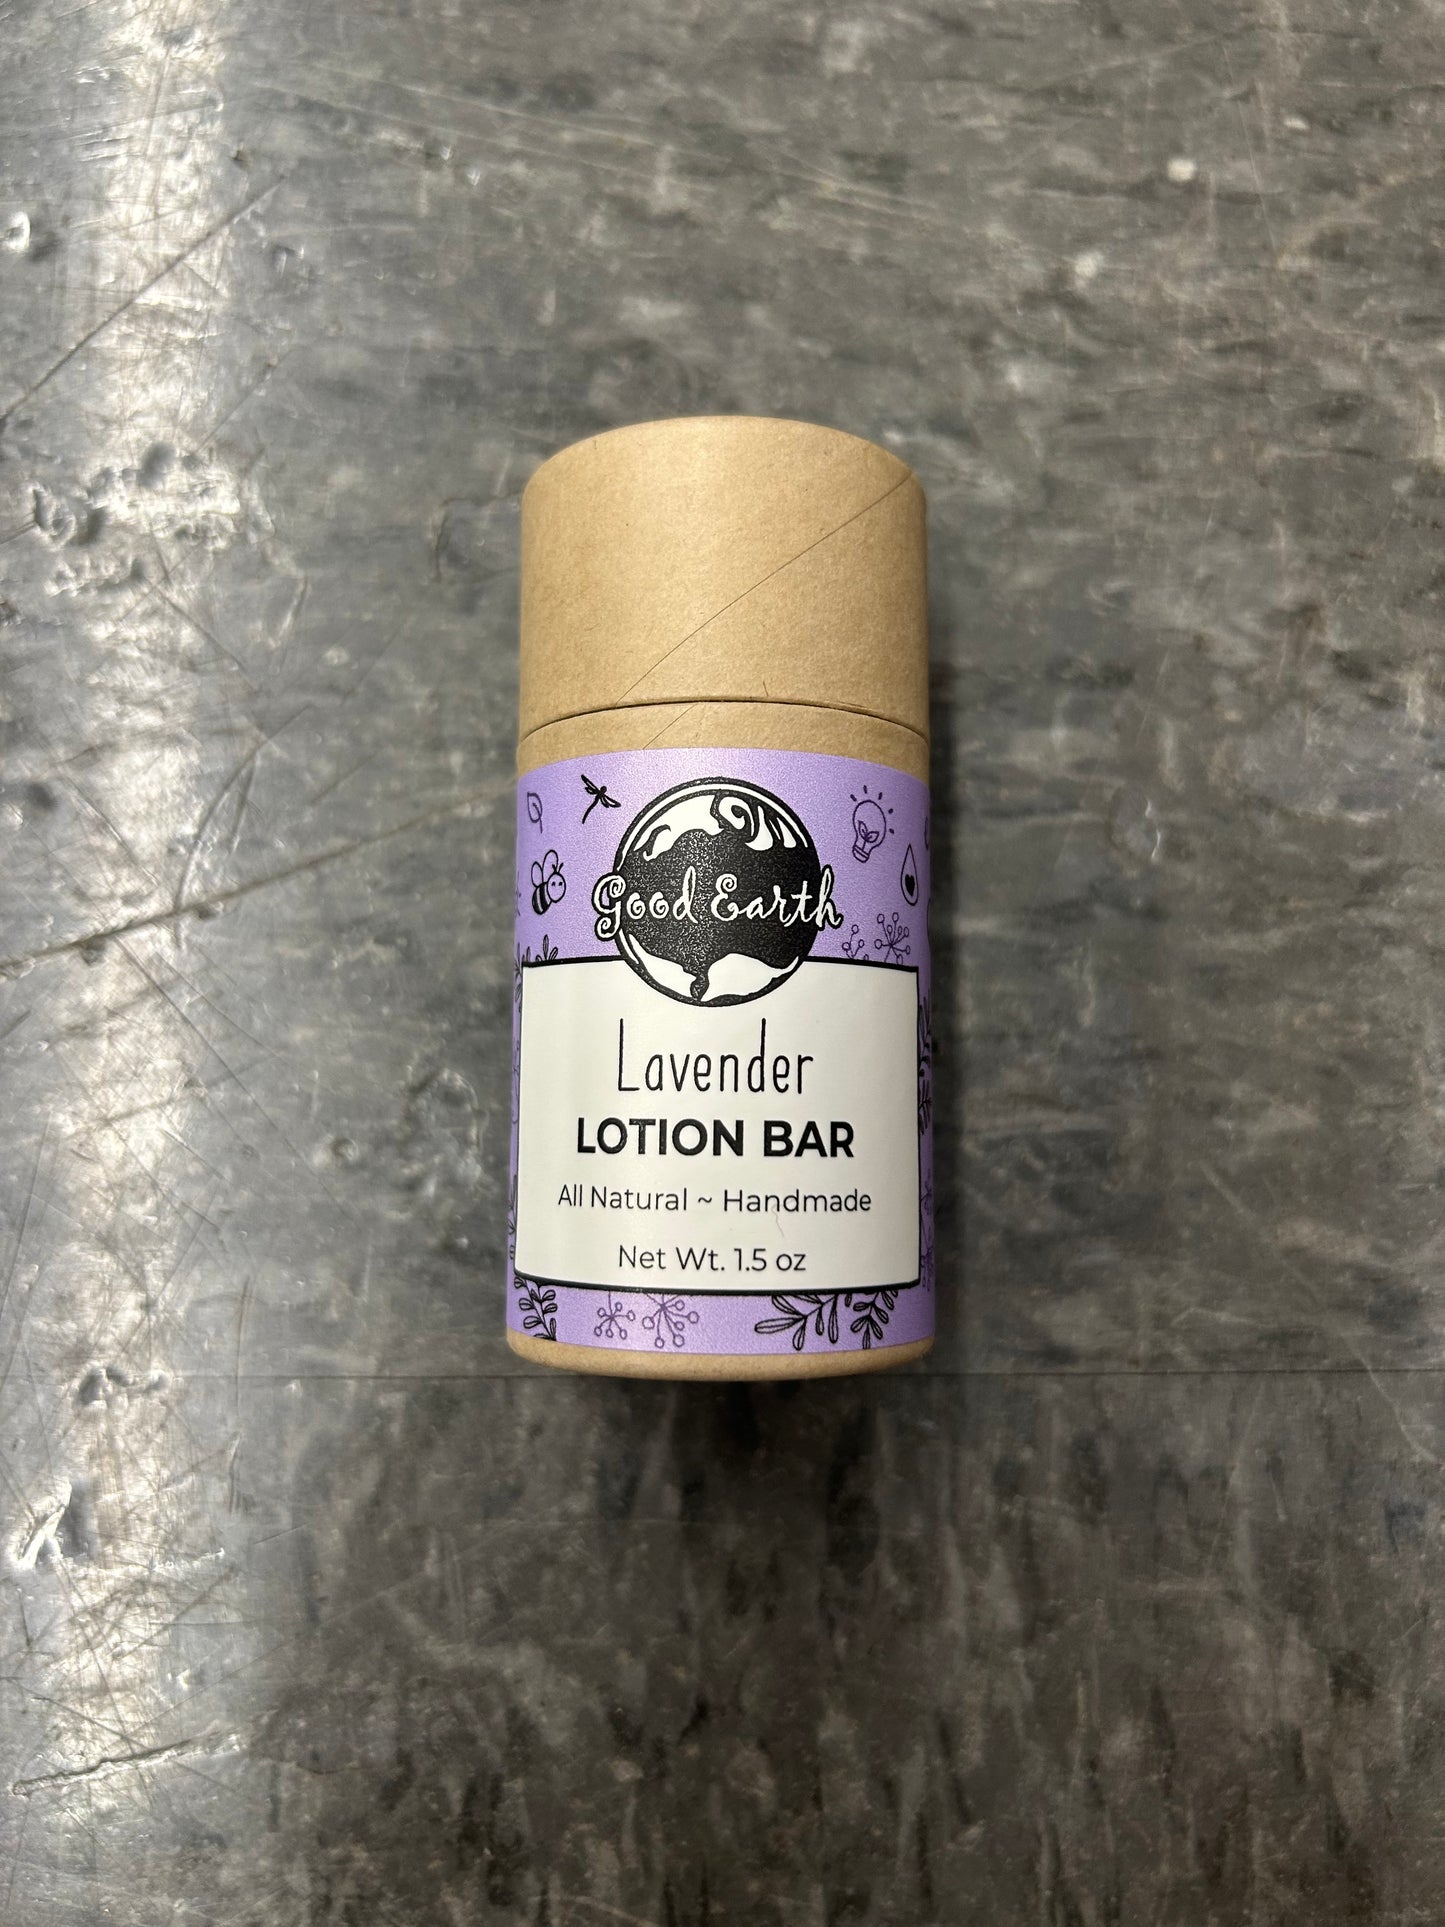 Good Earth
Lavender
LOTION BAR
All Natural ~ Handmade
Net Wt. 1.5 oz